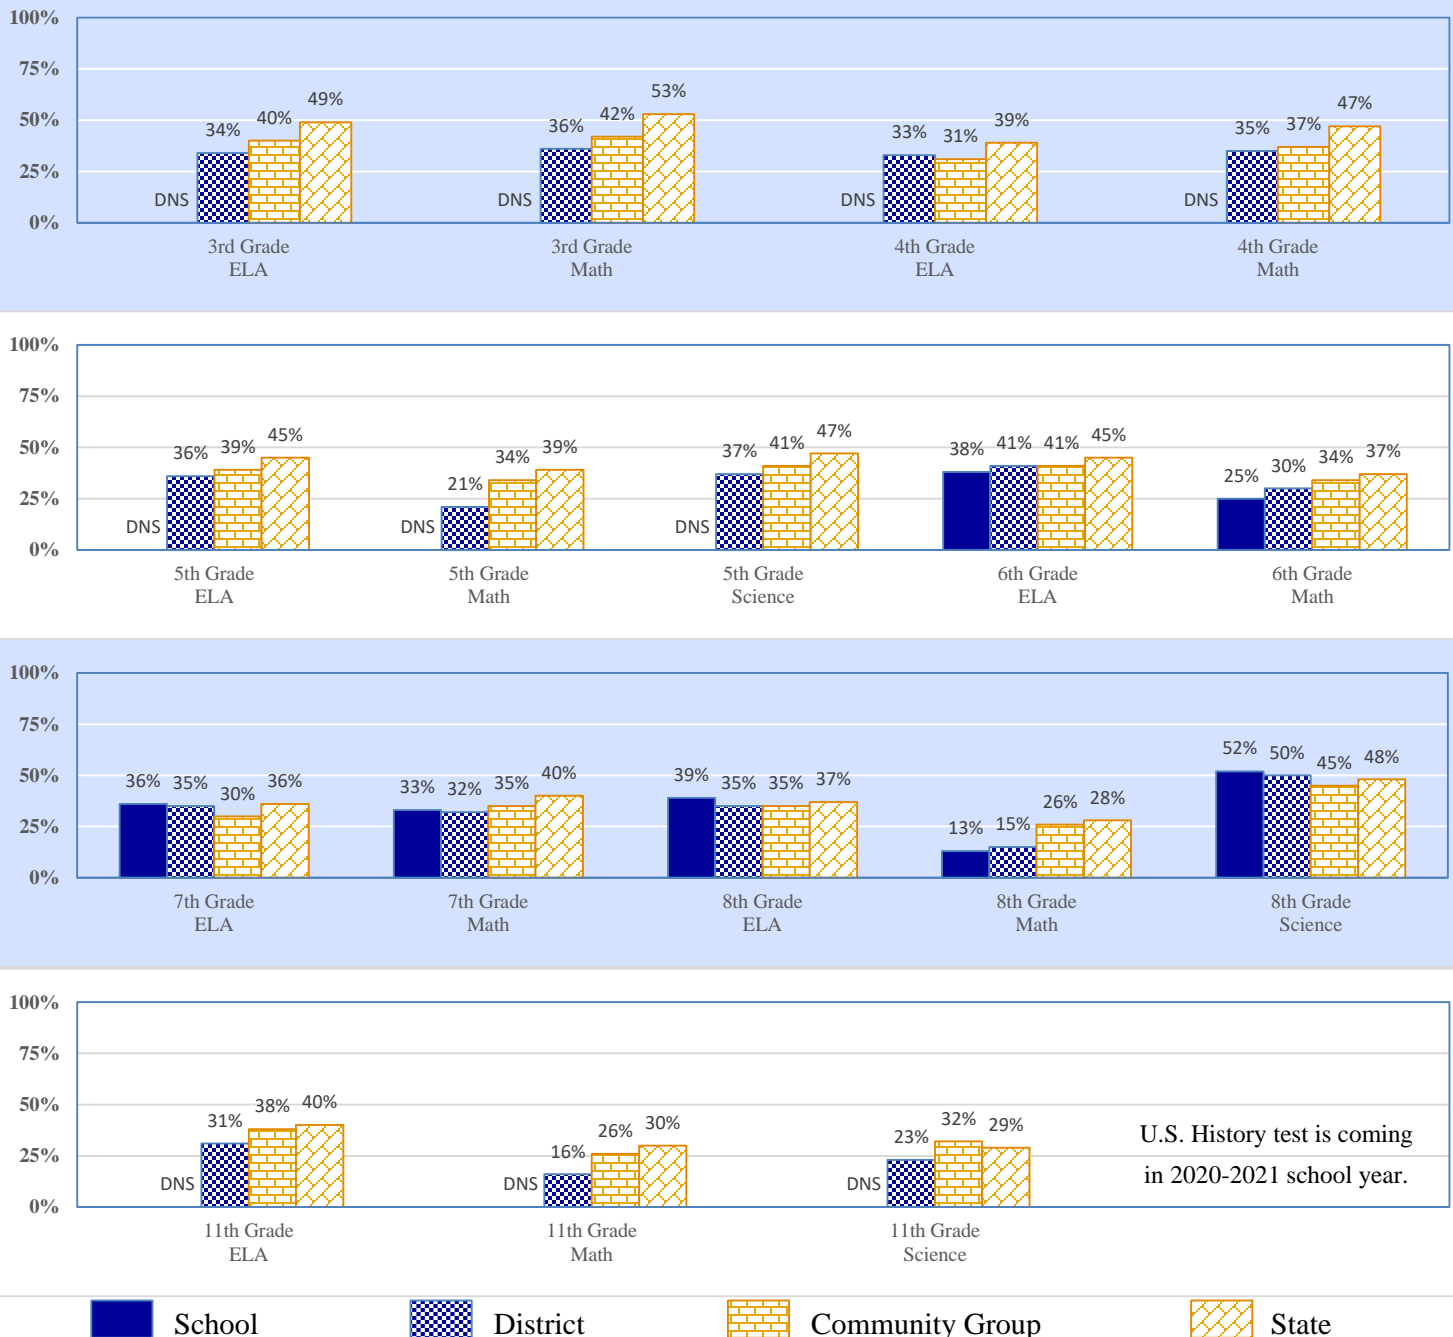 100%
75%
50%
25%
0%
DNS 34% 40% 49%
DNS 36% 42% 53%
DNS 33% 31% 39%
DNS 35% 37% 47%
3rd Grade
ELA
3rd Grade
Math
4th Grade
ELA
4th Grade
Math
100%
75%
50%
25%
0%
DNS 36% 39% 45%
DNS 21% 34% 39%
DNS 37% 41% 47%
38% 41% 41% 45%
25% 30% 34% 37%
5th Grade
ELA
5th Grade
Math
5th Grade
Science
6th Grade
ELA
6th Grade
Math
100%
75%
50%
25%
0%
36% 35% 30% 36%
33% 32% 35% 40%
39% 35% 35% 37%
13% 15% 26% 28%
52% 50% 45% 48%
7th Grade
ELA
7th Grade
Math
8th Grade
ELA
8th Grade
Math
8th Grade
Science
100%
75%
50%
25%
0%
DNS 31% 38% 40%
DNS 16% 26% 30%
DNS 23% 32% 29%
U.S. History test is coming
in 2020-2021 school year.
11th Grade
ELA
11th Grade
Math
11th Grade
Science
School District Community Group State